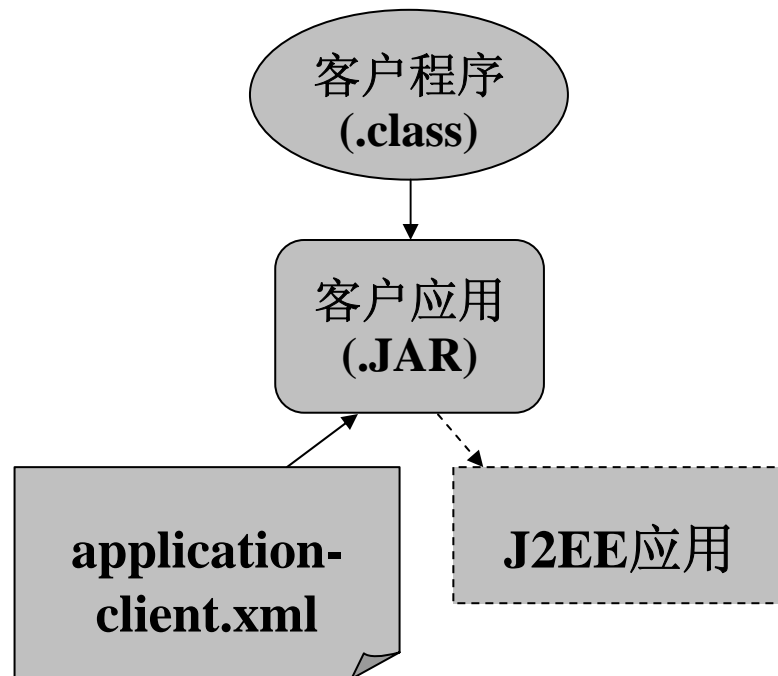 客户程序
(.class)
客户应用
(.JAR)
application-
client.xml
J2EE应用